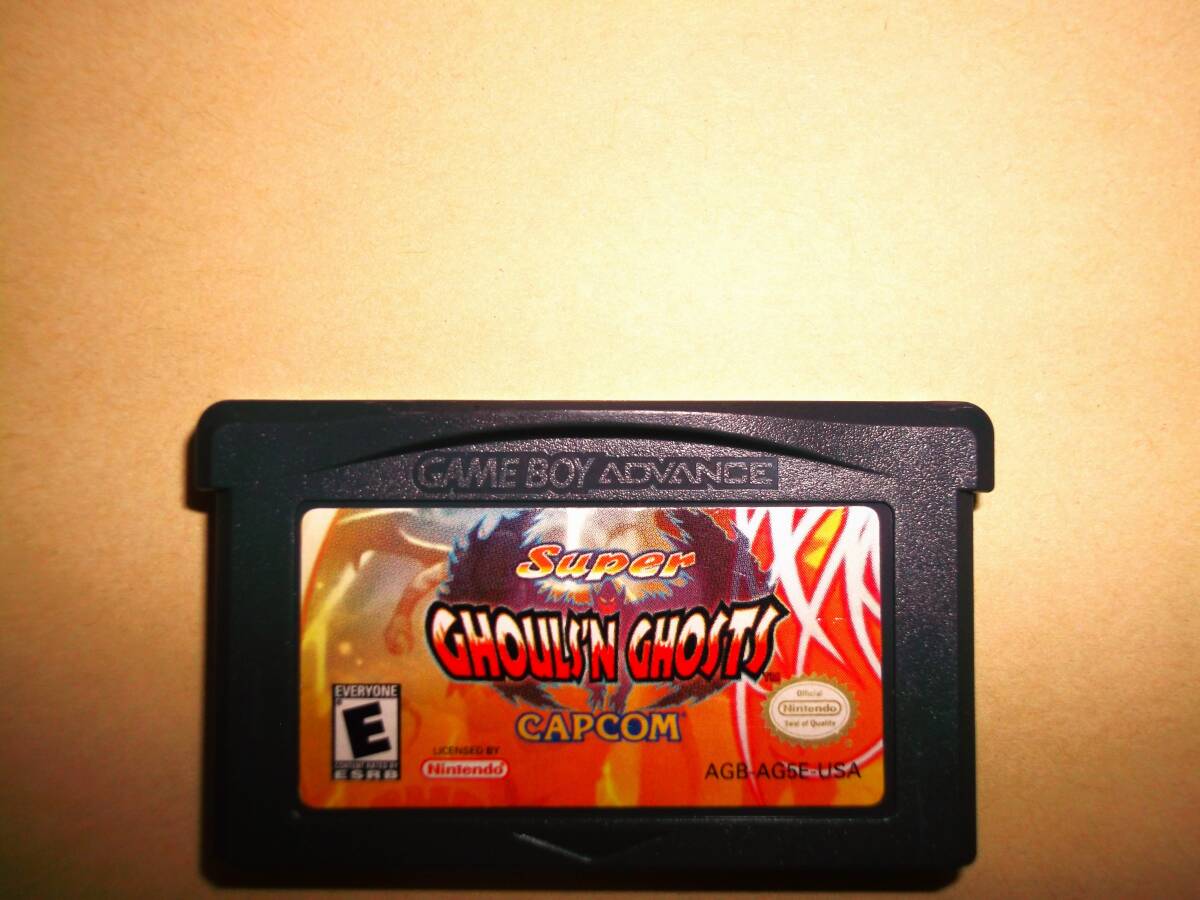 GAME BOY ADVANCE
Super
GHOULS'N GHOSTS
TM
CAPCOM
EVERYONE
E
CONTENT RATED BY
ESRB
LICENSED BY
Nintendo
Official
Nintendo
Seal of Quality
AGB-AG5E-USA